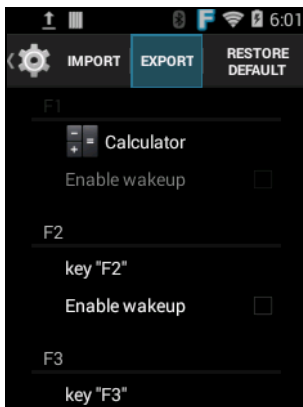 6:01
IMPORT
EXPORT
RESTORE
DEFAULT
F1
Calculator
Enable wakeup
F2
key "F2"
Enable wakeup
F3
key "F3"